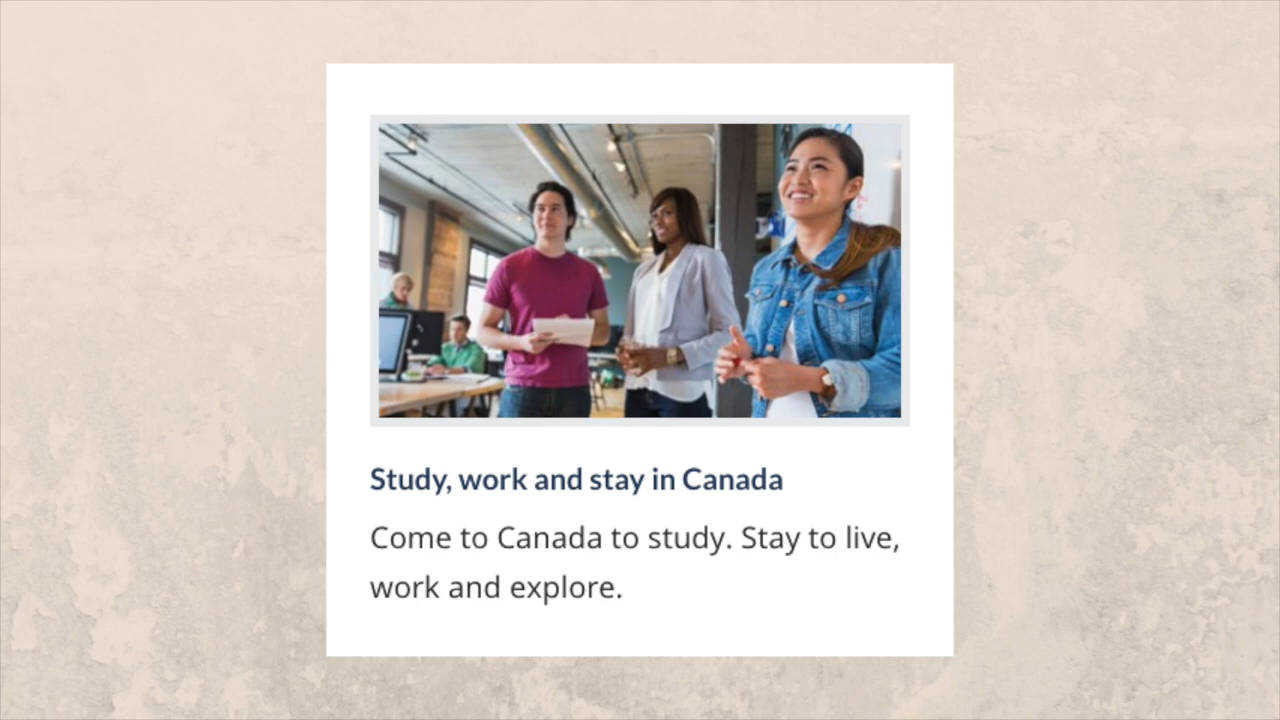 Study, work and stay in Canada
Come to Canada to study. Stay to live,
work and explore.